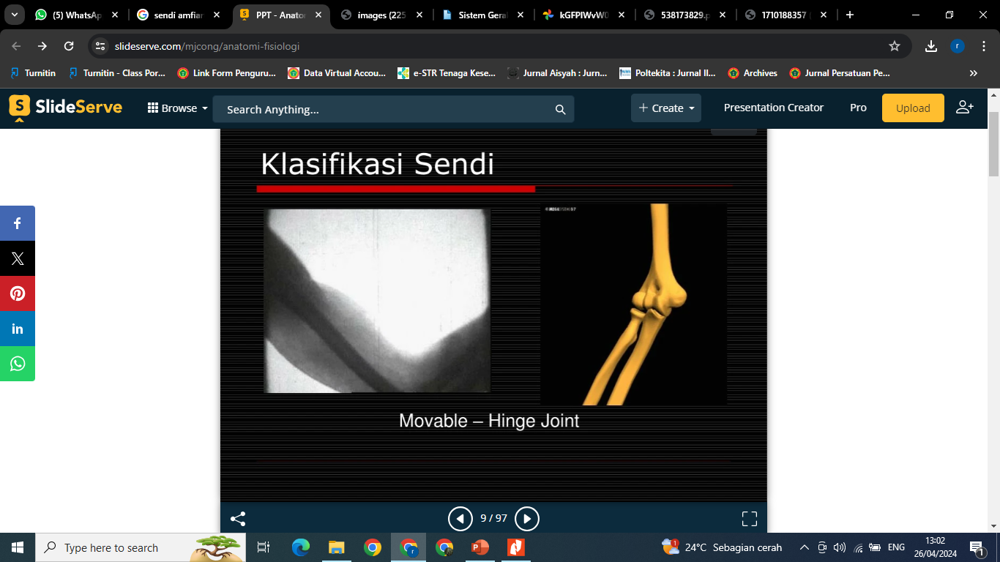 (5) WhatsAp
sendi amfiar
PPT - Anato
images (225
Sistem Gera
kGFPIWvW0
538173829.p
1710188357 (
slideserve.com/mjcong/anatomi-fisiologi
r
Turnitin
Turnitin - Class Por...
Link Form Penguru...
Data Virtual Accou...
e-STR Tenaga Kese...
Jurnal Aisyah : Jurn...
Poltekita : Jurnal Il...
Archives
Jurnal Persatuan Pe...
S SlideServe
Browse
Search Anything...
+ Create
Presentation Creator
Pro
Upload
Klasifikasi Sendi
Movable – Hinge Joint
9 / 97
Type here to search
24°C Sebagian cerah
ENG
13:02
26/04/2024
1